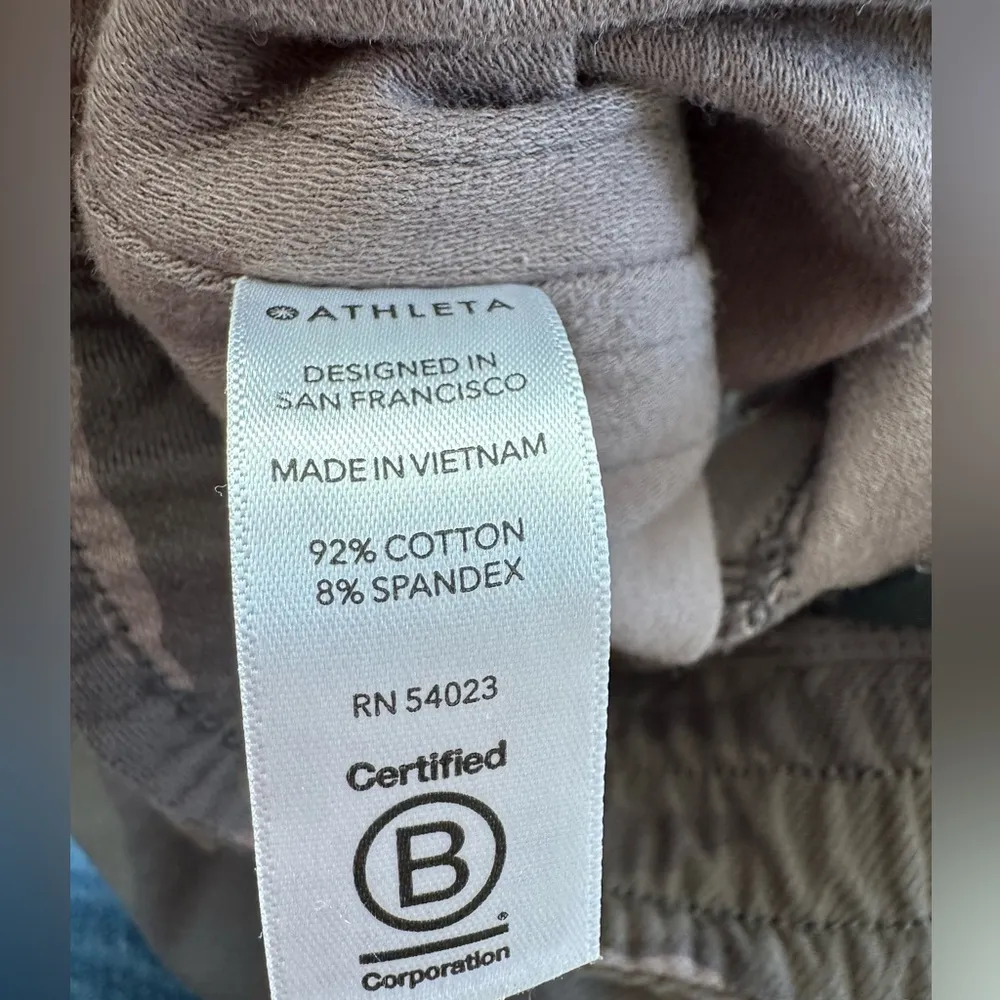 ATHLETA
DESIGNED IN
SAN FRANCISCO
MADE IN VIETNAM
92% COTTON
8% SPANDEX
RN 54023
Certified
B
®
Corporation